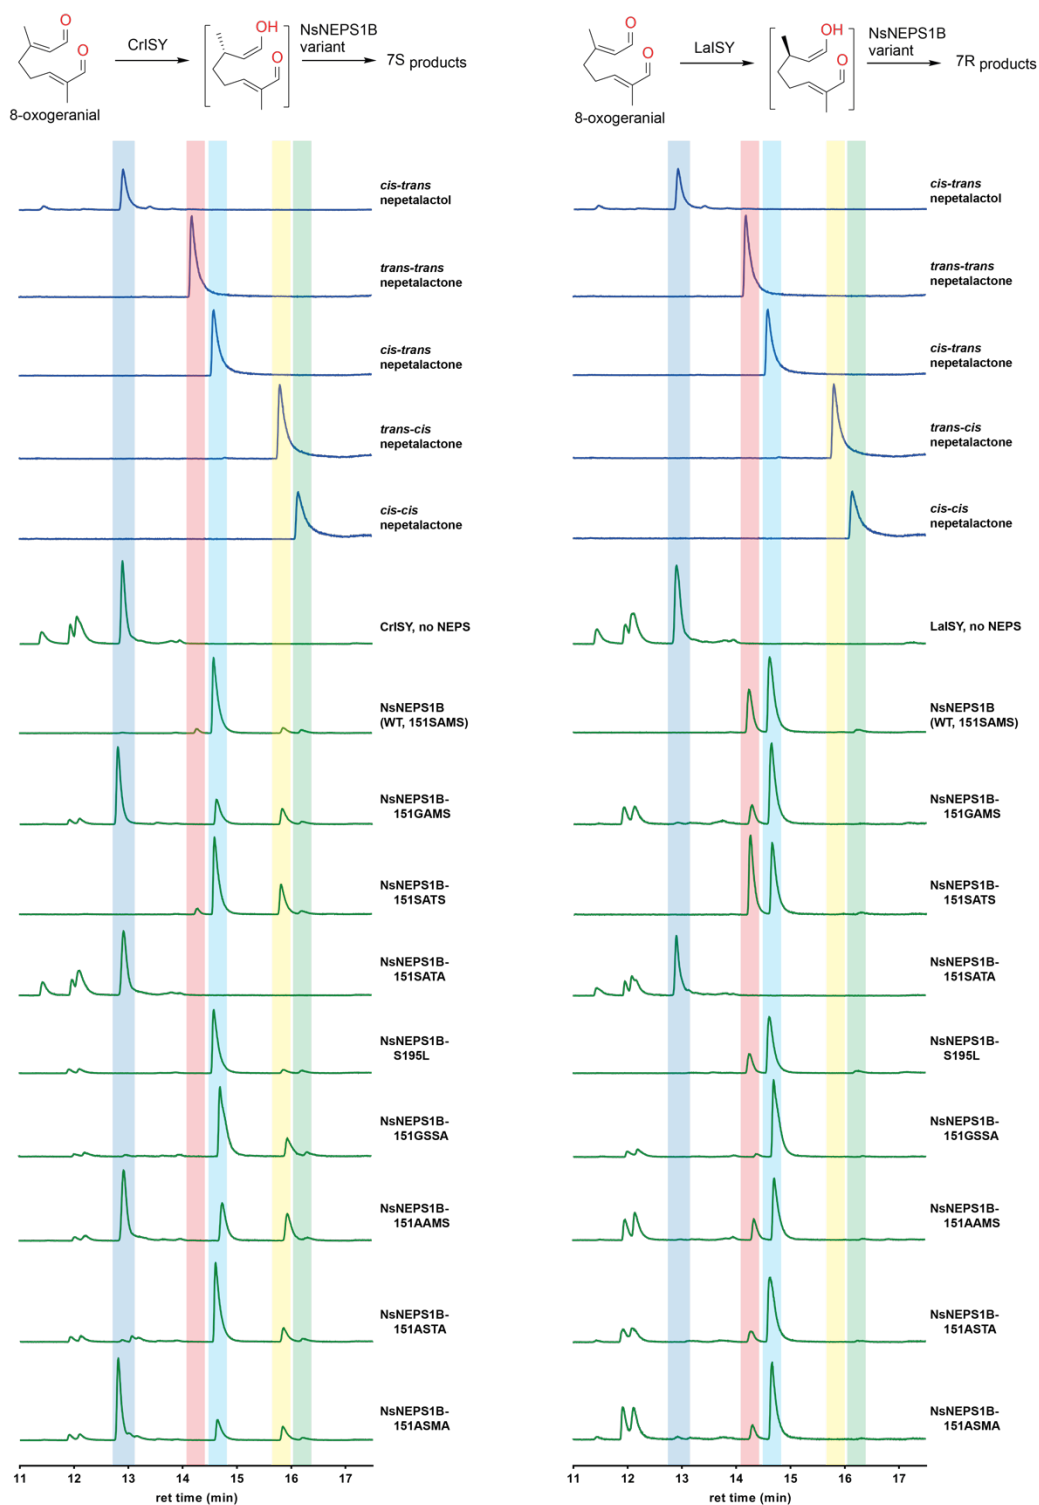 O
O
8-oxogeranial
CrISY
OH
O
NsNEPS1B
variant
7S products
cis-trans
nepetalactol
trans-trans
nepetalactone
cis-trans
nepetalactone
trans-cis
nepetalactone
cis-cis
nepetalactone
CrISY, no NEPS
NsNEPS1B
(WT, 151SAMS)
NsNEPS1B-
151GAMS
NsNEPS1B-
151SATS
NsNEPS1B-
151SATA
NsNEPS1B-
S195L
NsNEPS1B-
151GSSA
NsNEPS1B-
151AAMS
NsNEPS1B-
151ASTA
NsNEPS1B-
151ASMA
11 12 13 14 15 16 17
ret time (min)
O
O
8-oxogeranial
LaISY
OH
O
NsNEPS1B
variant
7R products
cis-trans
nepetalactol
trans-trans
nepetalactone
cis-trans
nepetalactone
trans-cis
nepetalactone
cis-cis
nepetalactone
LaISY, no NEPS
NsNEPS1B
(WT, 151SAMS)
NsNEPS1B-
151GAMS
NsNEPS1B-
151SATS
NsNEPS1B-
151SATA
NsNEPS1B-
S195L
NsNEPS1B-
151GSSA
NsNEPS1B-
151AAMS
NsNEPS1B-
151ASTA
NsNEPS1B-
151ASMA
11 12 13 14 15 16 17
ret time (min)